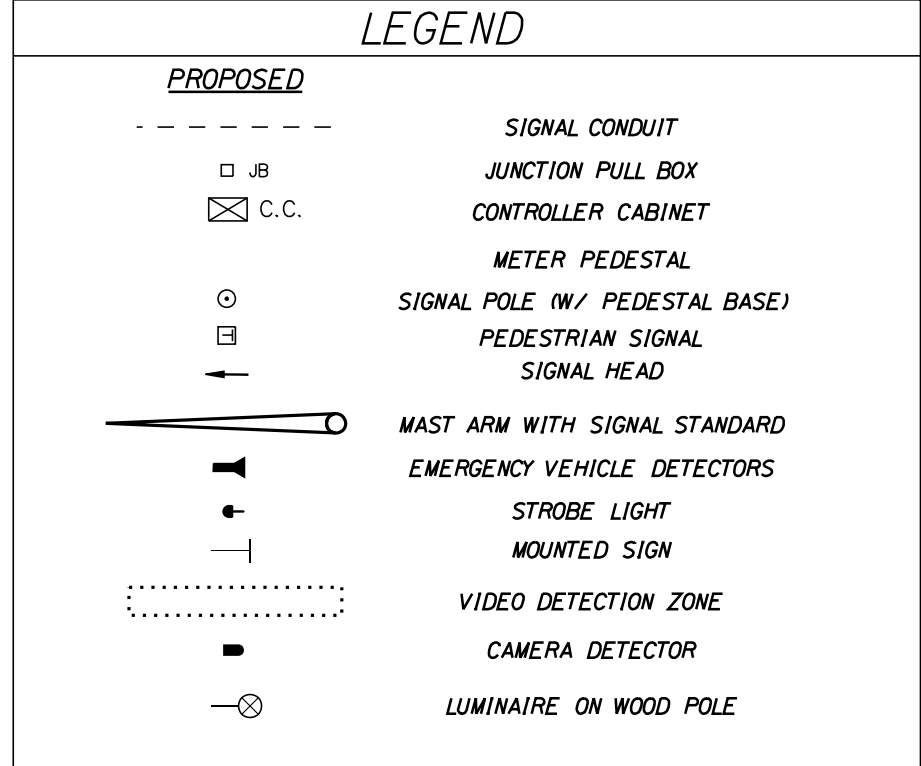 LEGEND
PROPOSED
SIGNAL CONDUIT
JB JUNCTION PULL BOX
C.C. CONTROLLER CABINET
METER PEDESTAL
SIGNAL POLE (W/ PEDESTAL BASE)
PEDESTRIAN SIGNAL
SIGNAL HEAD
MAST ARM WITH SIGNAL STANDARD
EMERGENCY VEHICLE DETECTORS
STROBE LIGHT
MOUNTED SIGN
VIDEO DETECTION ZONE
CAMERA DETECTOR
LUMINAIRE ON WOOD POLE